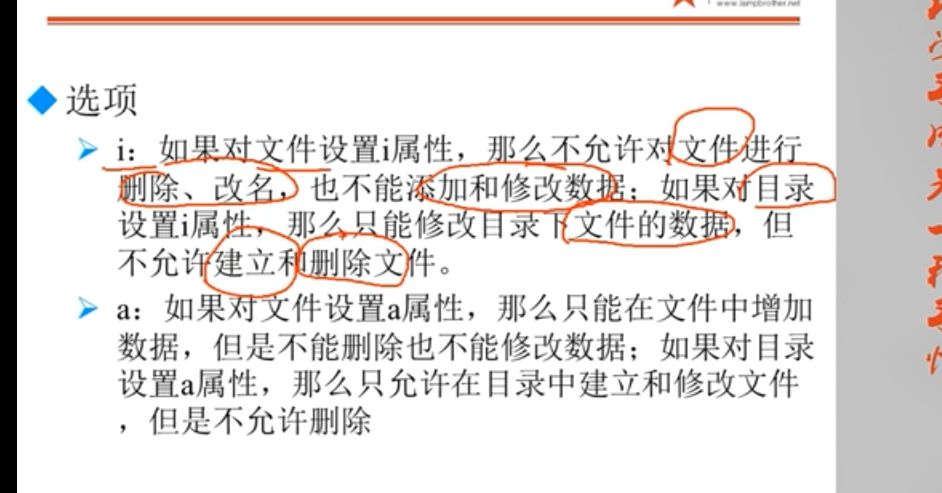 www.lampbrother.net
选项
i：如果对文件设置i属性，那么不允许对文件进行
删除、改名，也不能添加和修改数据；如果对目录
设置i属性，那么只能修改目录下文件的数据，但
不允许建立和删除文件。
a：如果对文件设置a属性，那么只能在文件中增加
数据，但是不能删除也不能修改数据；如果对目录
设置a属性，那么只允许在目录中建立和修改文件
，但是不允许删除